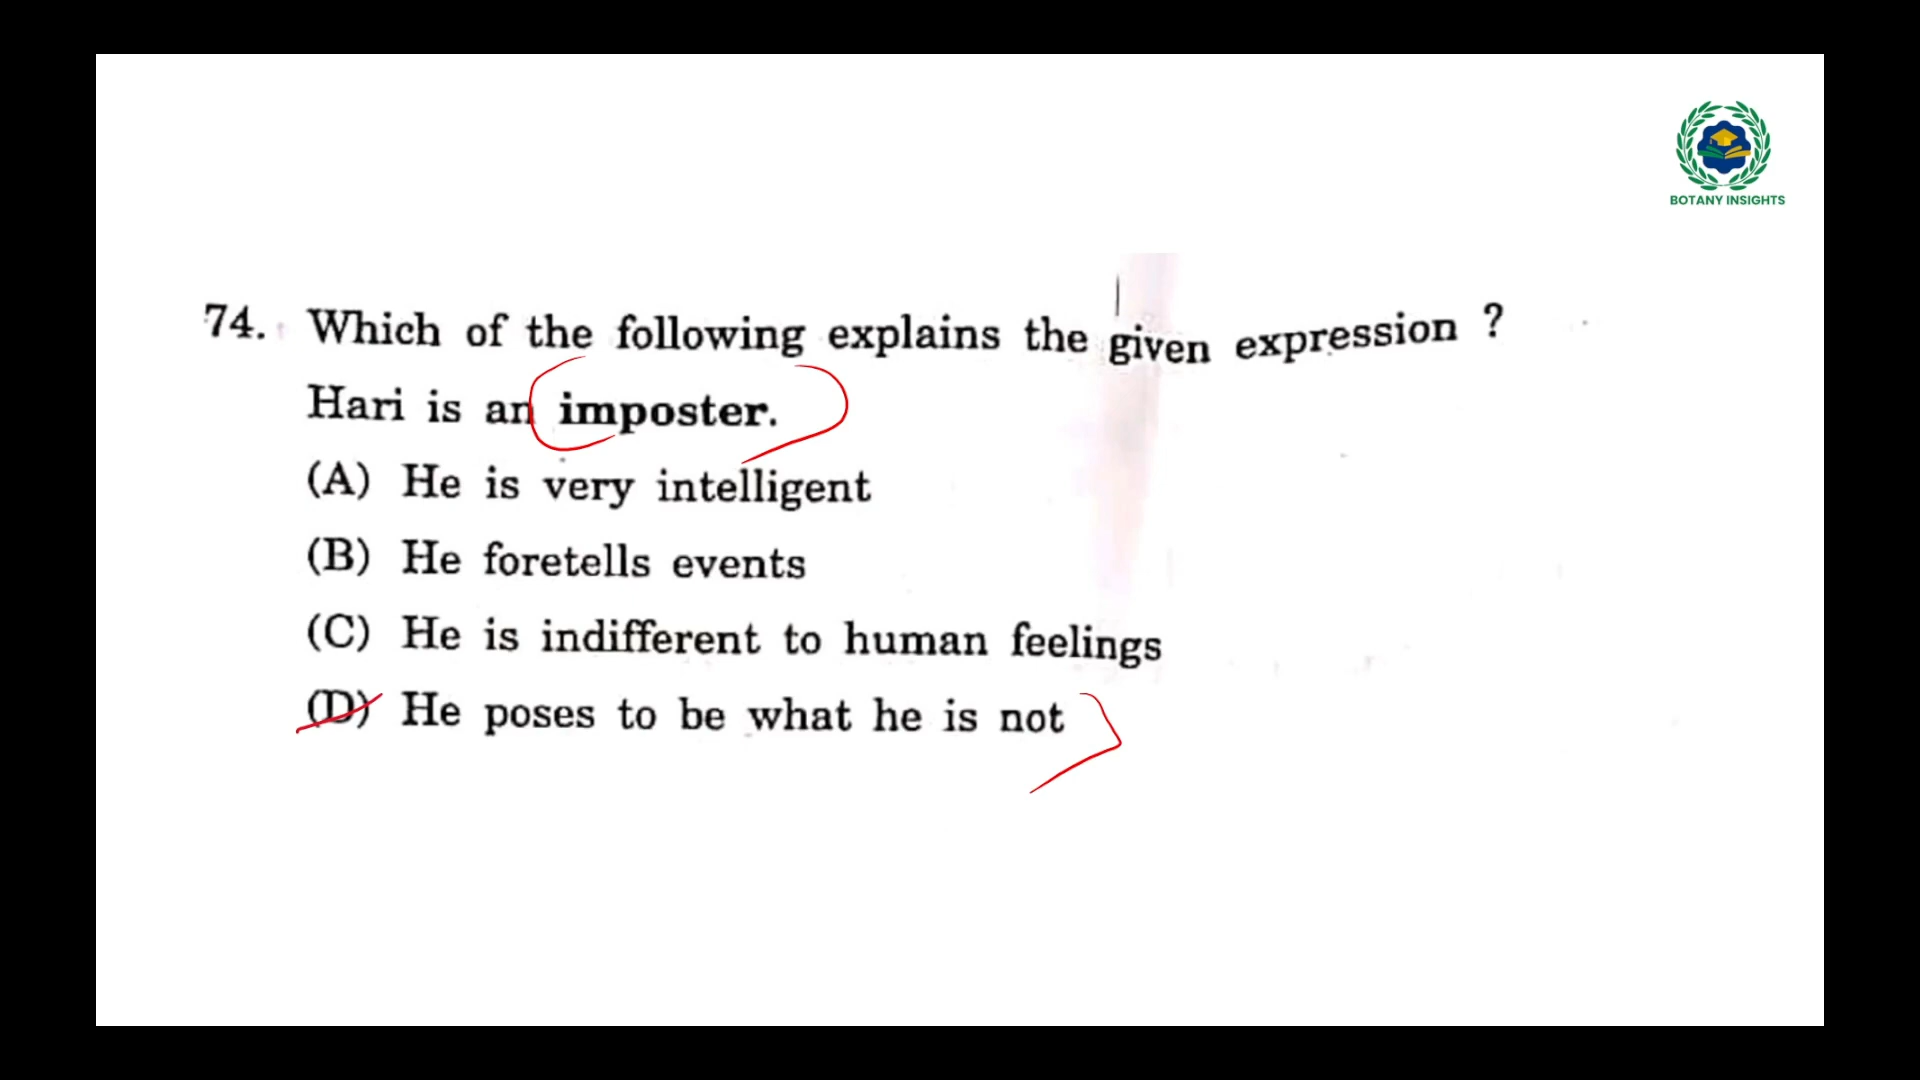 BOTANY INSIGHTS
74. Which of the following explains the given expression ?
Hari is an imposter.
(A) He is very intelligent
(B) He foretells events
(C) He is indifferent to human feelings
(D) He poses to be what he is not